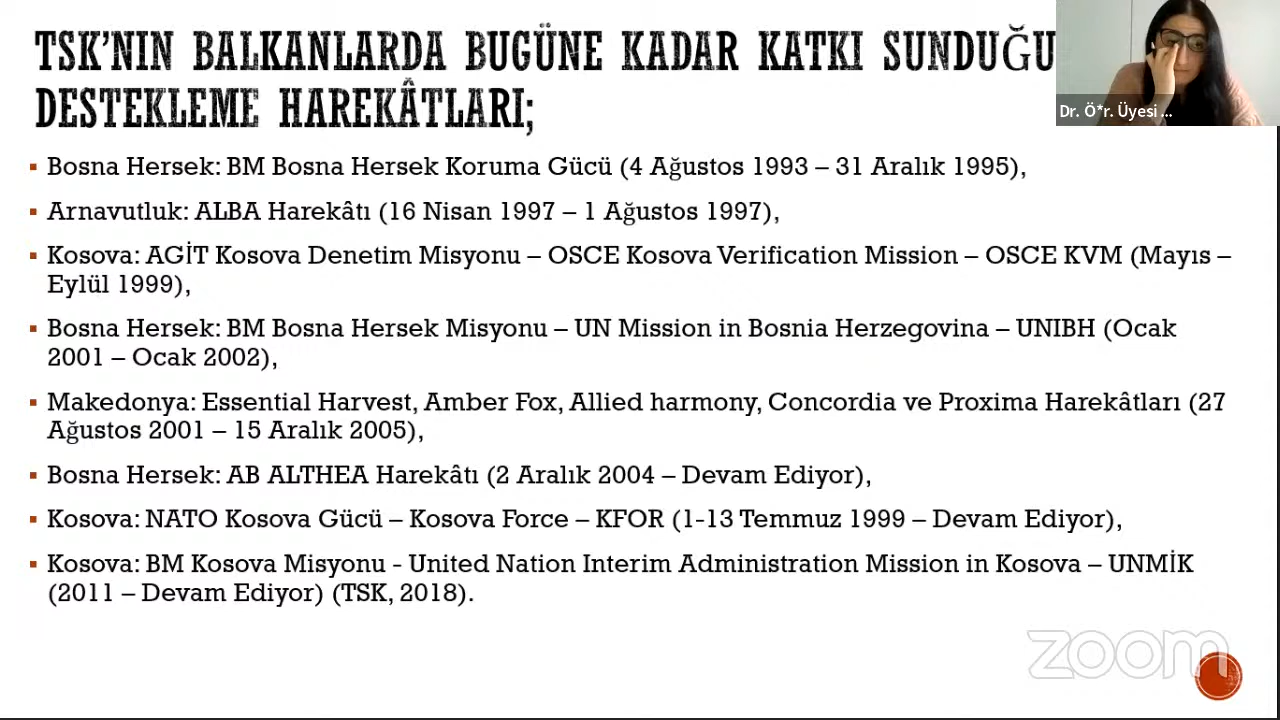 TSK’NIN BALKANLARDA BUGÜNE KADAR KATKI SUNDUĞU
DESTEKLEME HAREKÂTLARI;
Dr. Ö*r. Üyesi ...
▪ Bosna Hersek: BM Bosna Hersek Koruma Gücü (4 Ağustos 1993 – 31 Aralık 1995),
▪ Arnavutluk: ALBA Harekâtı (16 Nisan 1997 – 1 Ağustos 1997),
▪ Kosova: AGİT Kosova Denetim Misyonu – OSCE Kosova Verification Mission – OSCE KVM (Mayıs –
Eylül 1999),
▪ Bosna Hersek: BM Bosna Hersek Misyonu – UN Mission in Bosnia Herzegovina – UNIBH (Ocak
2001 – Ocak 2002),
▪ Makedonya: Essential Harvest, Amber Fox, Allied harmony, Concordia ve Proxima Harekâtları (27
Ağustos 2001 – 15 Aralık 2005),
▪ Bosna Hersek: AB ALTHEA Harekâtı (2 Aralık 2004 – Devam Ediyor),
▪ Kosova: NATO Kosova Gücü – Kosova Force – KFOR (1-13 Temmuz 1999 – Devam Ediyor),
▪ Kosova: BM Kosova Misyonu - United Nation Interim Administration Mission in Kosova – UNMİK
(2011 – Devam Ediyor) (TSK, 2018).
zoom